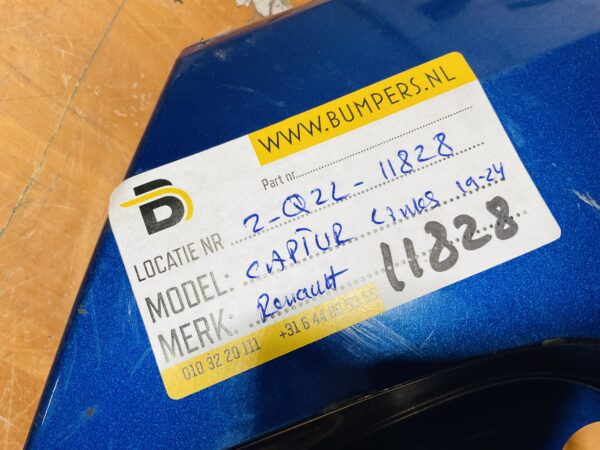 WWW.BUMPERS.NL
Part nr.
LOCATIE NR 2-Q2L-11828
MODEL: CAPTUR Links 19-24
MERK: Renault 11828
010 32 20 111